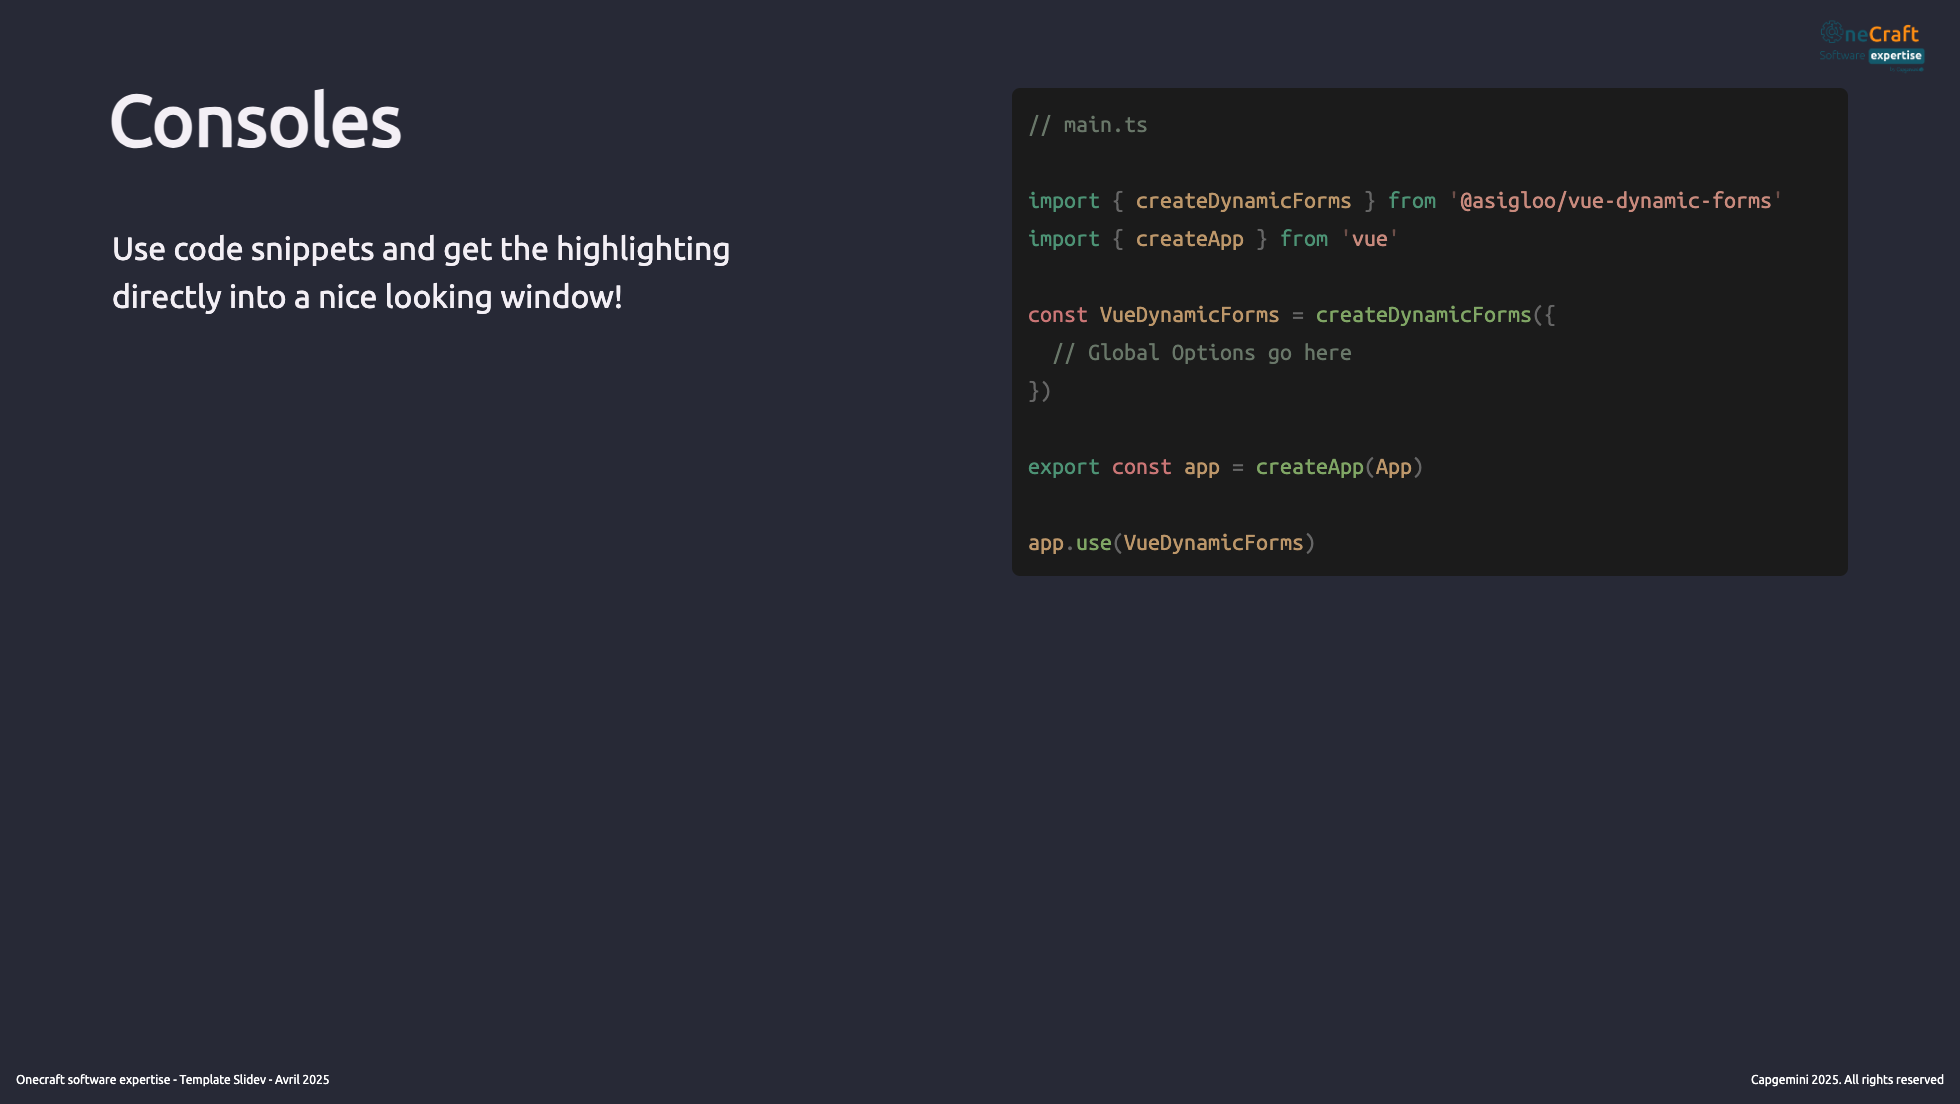 neCraft
Software expertise
Consoles
Use code snippets and get the highlighting
directly into a nice looking window!
// main.ts
import { createDynamicForms } from '@asigloo/vue-dynamic-forms'
import { createApp } from 'vue'
const VueDynamicForms = createDynamicForms({
  // Global Options go here
})
export const app = createApp(App)
app.use(VueDynamicForms)
Onecraft software expertise - Template Slidev - Avril 2025
Capgemini 2025. All rights reserved